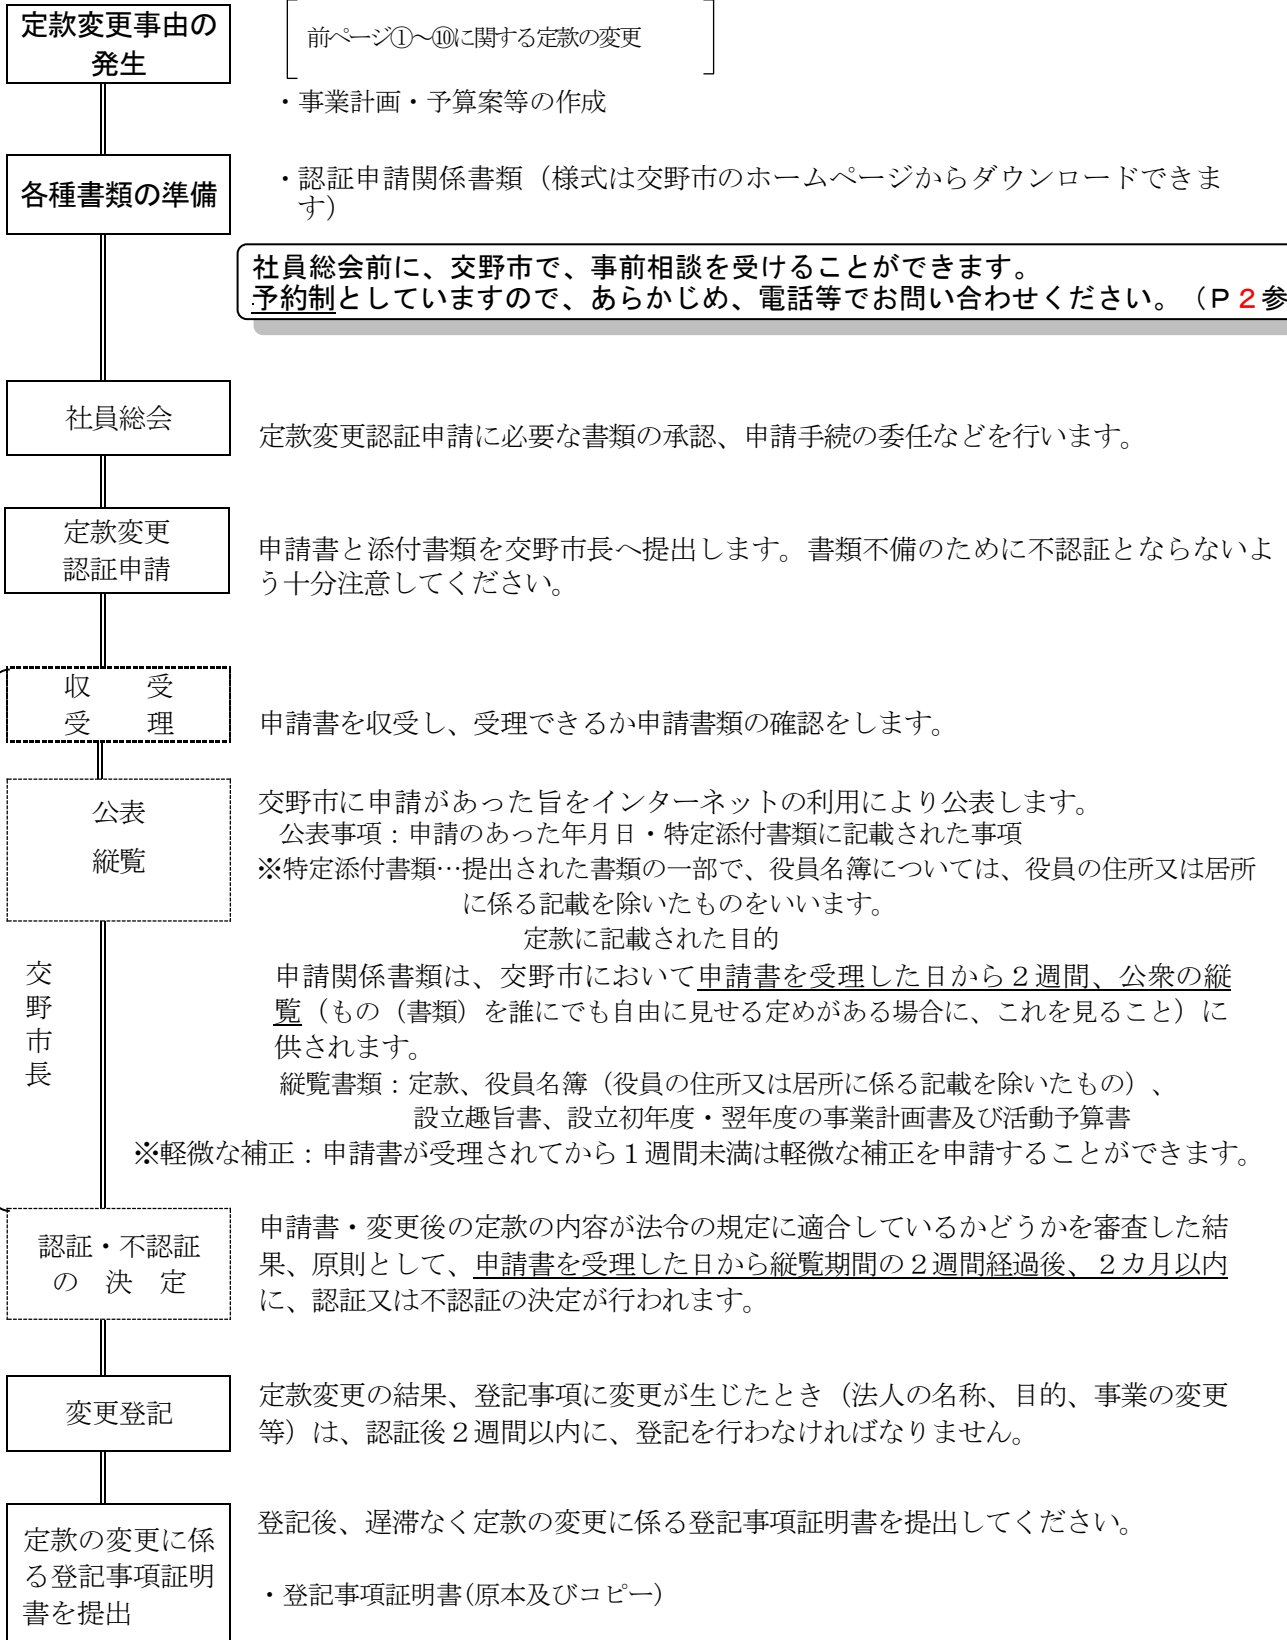 定款変更事由の
発生
前ページ①～⑩に関する定款の変更
・事業計画・予算案等の作成
各種書類の準備
・認証申請関係書類（様式は交野市のホームページからダウンロードできま
す）
社員総会前に、交野市で、事前相談を受けることができます。
予約制としていますので、あらかじめ、電話等でお問い合わせください。（Ｐ２参
社員総会
定款変更認証申請に必要な書類の承認、申請手続の委任などを行います。
定款変更
認証申請
申請書と添付書類を交野市長へ提出します。書類不備のために不認証とならないよ
う十分注意してください。
収　　受
受　　理
申請書を収受し、受理できるか申請書類の確認をします。
公表
縦覧
交野市に申請があった旨をインターネットの利用により公表します。
公表事項：申請のあった年月日・特定添付書類に記載された事項
※特定添付書類…提出された書類の一部で、役員名簿については、役員の住所又は居所
に係る記載を除いたものをいいます。
定款に記載された目的
交野市長
申請関係書類は、交野市において申請書を受理した日から２週間、公衆の縦
覧（もの（書類）を誰にでも自由に見せる定めがある場合に、これを見ること）に
供されます。
縦覧書類：定款、役員名簿（役員の住所又は居所に係る記載を除いたもの）、
設立趣旨書、設立初年度・翌年度の事業計画書及び活動予算書
※軽微な補正：申請書が受理されてから１週間未満は軽微な補正を申請することができます。
認証・不認証
の　決　定
申請書・変更後の定款の内容が法令の規定に適合しているかどうかを審査した結
果、原則として、申請書を受理した日から縦覧期間の２週間経過後、２カ月以内
に、認証又は不認証の決定が行われます。
変更登記
定款変更の結果、登記事項に変更が生じたとき（法人の名称、目的、事業の変更
等）は、認証後２週間以内に、登記を行わなければなりません。
定款の変更に係
る登記事項証明
書を提出
登記後、遅滞なく定款の変更に係る登記事項証明書を提出してください。
・登記事項証明書(原本及びコピー)